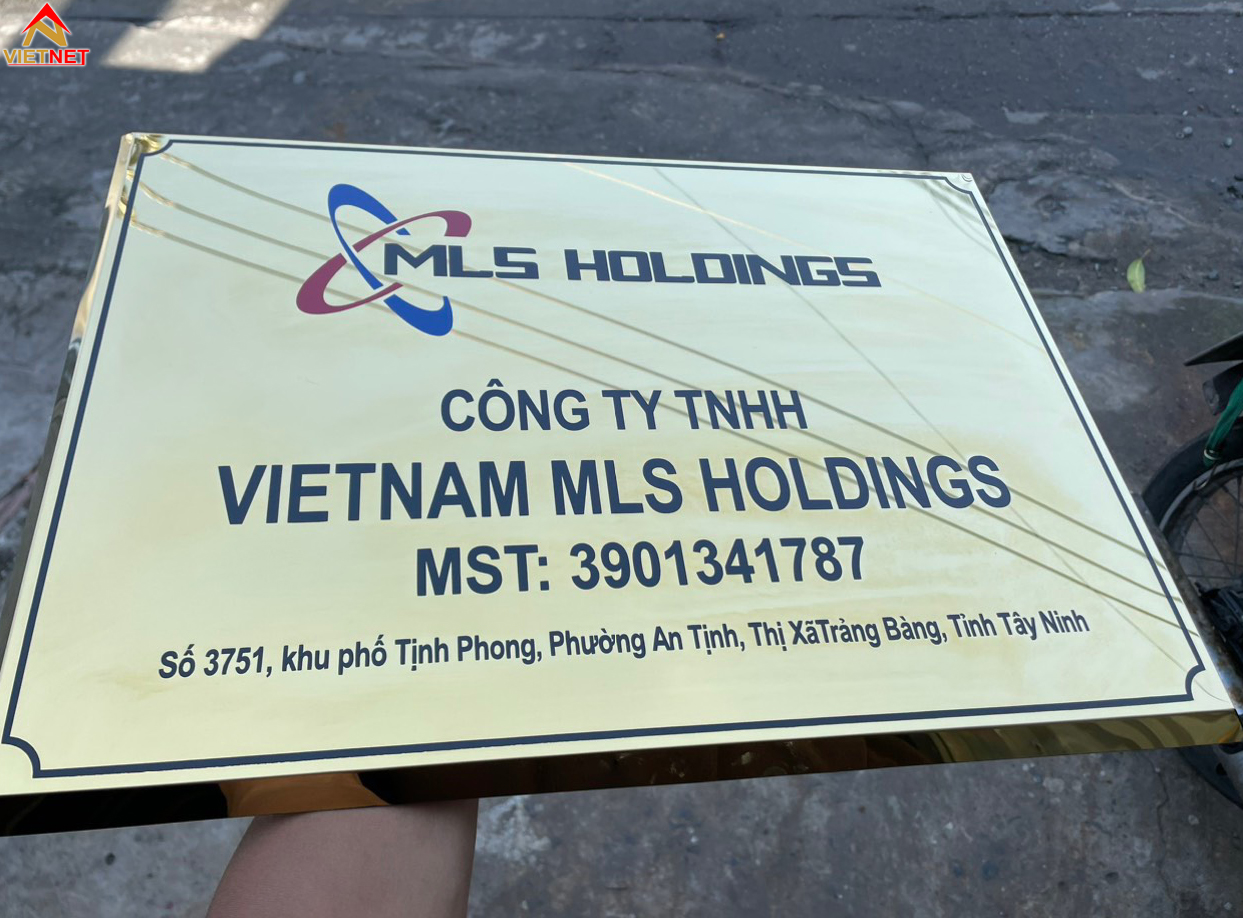 VIETNET
MLS HOLDINGS
CÔNG TY TNHH
VIETNAM MLS HOLDINGS
MST: 3901341787
Số 3751, khu phố Tịnh Phong, Phường An Tịnh, Thị XãTrảng Bàng, Tỉnh Tây Ninh